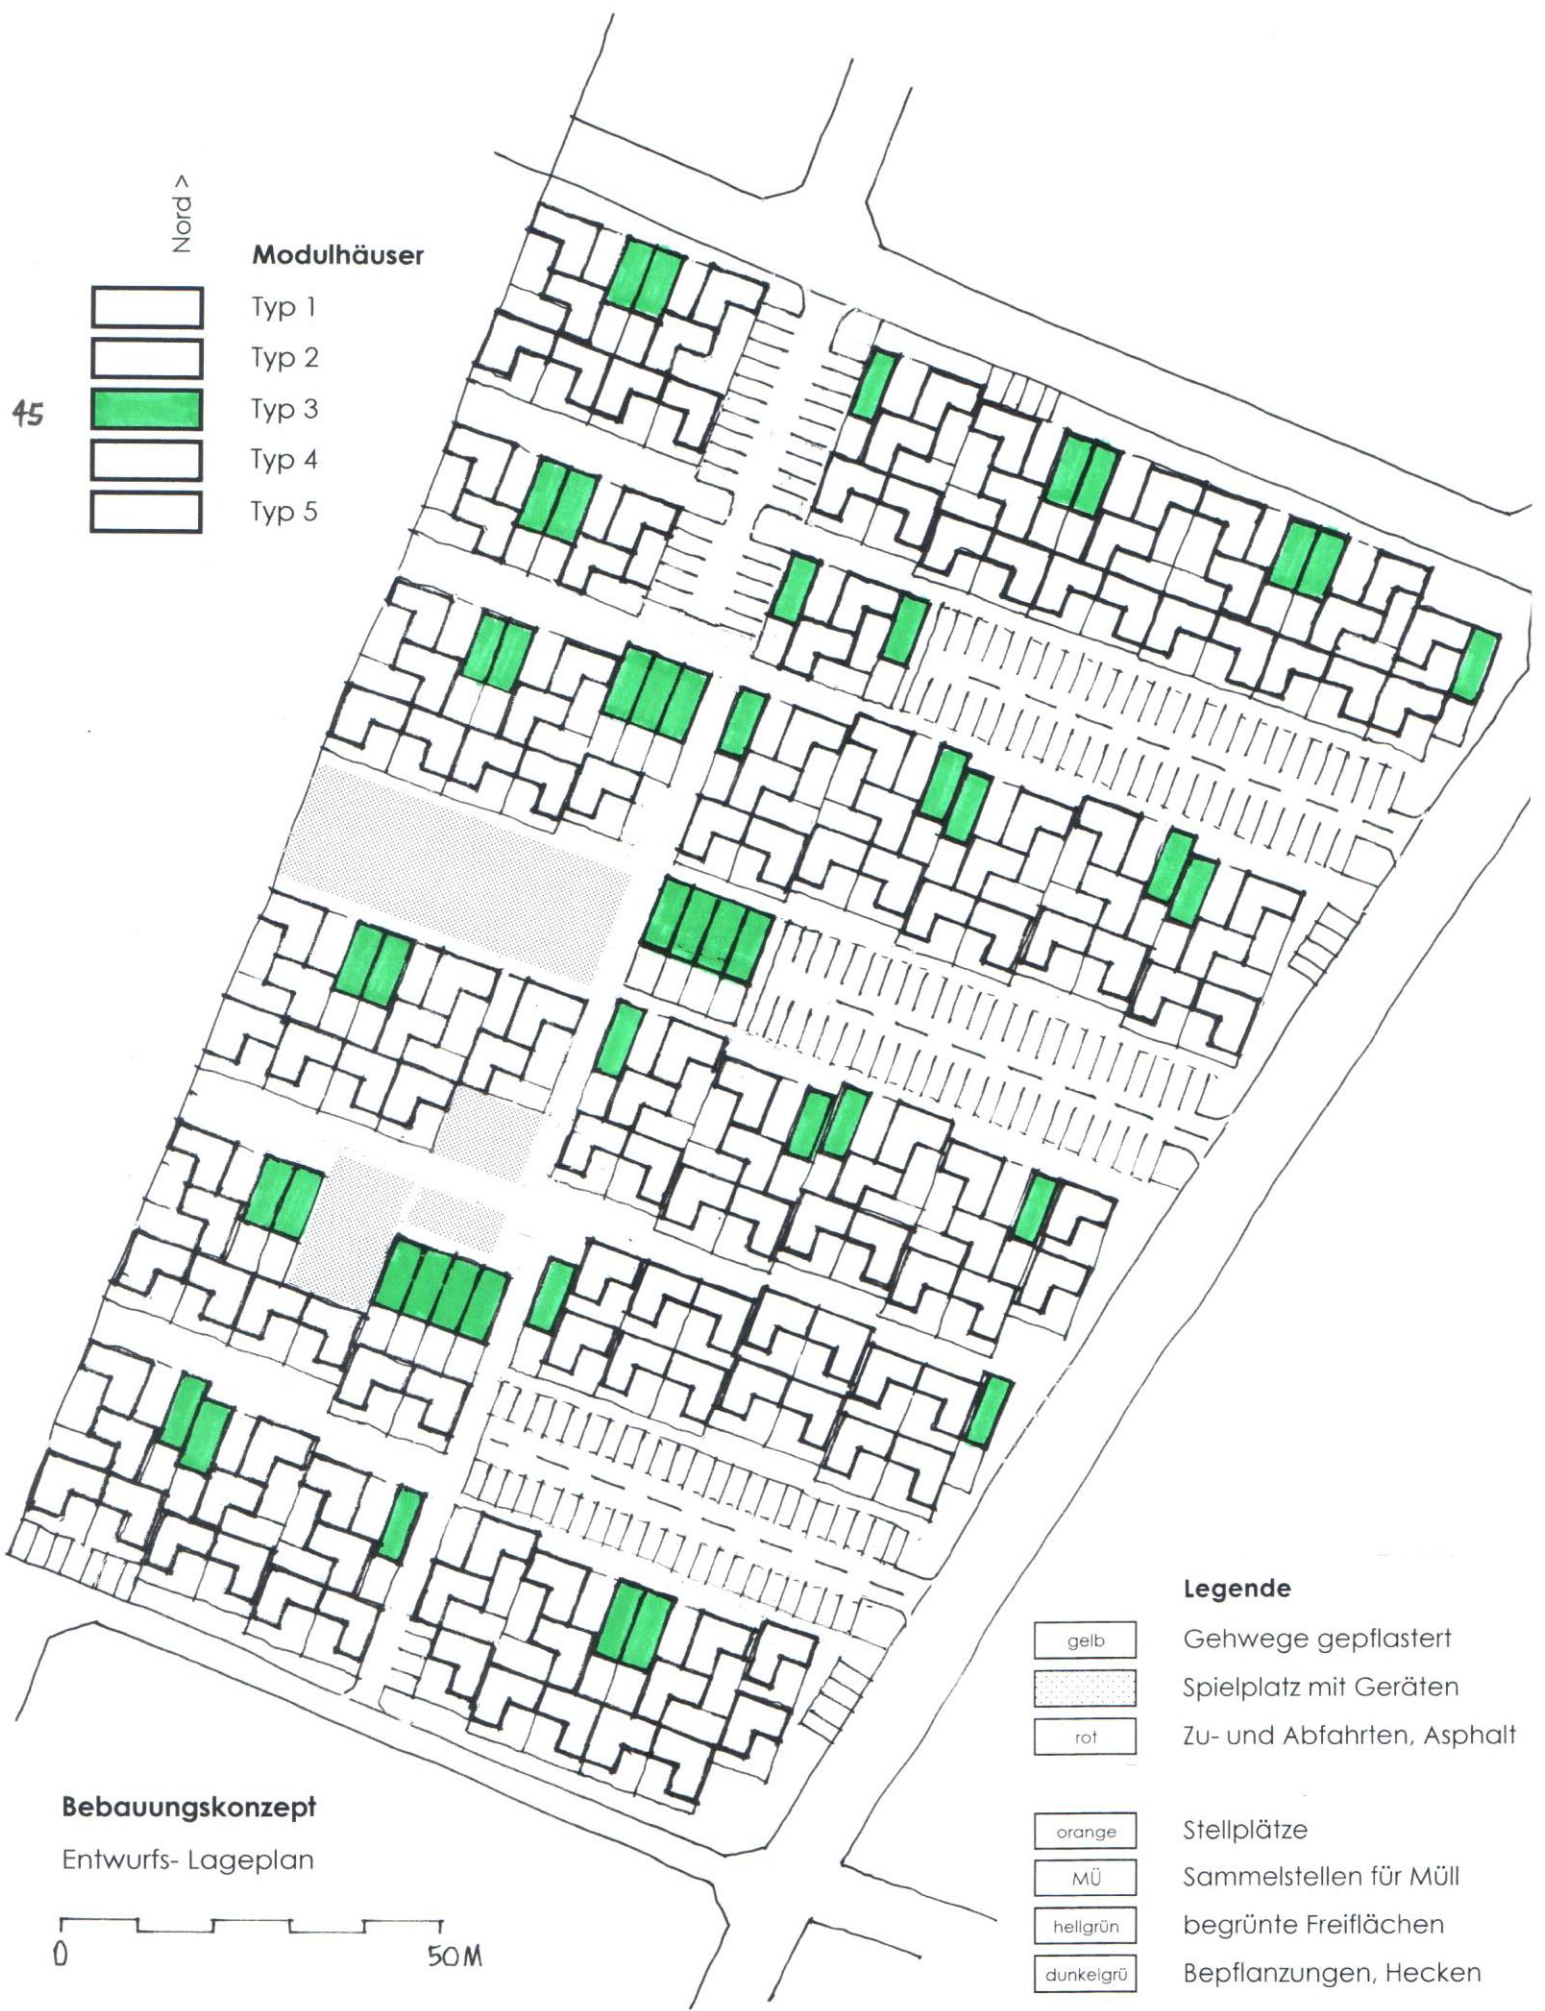 Nord >
Modulhäuser
Typ 1
Typ 2
45 Typ 3
Typ 4
Typ 5
Legende
gelb Gehwege gepflastert
Spielplatz mit Geräten
rot Zu- und Abfahrten, Asphalt
orange Stellplätze
MÜ Sammelstellen für Müll
hellgrün begrünte Freiflächen
dunkelgrü Bepflanzungen, Hecken
Bebauungskonzept
Entwurfs- Lageplan
0 50M